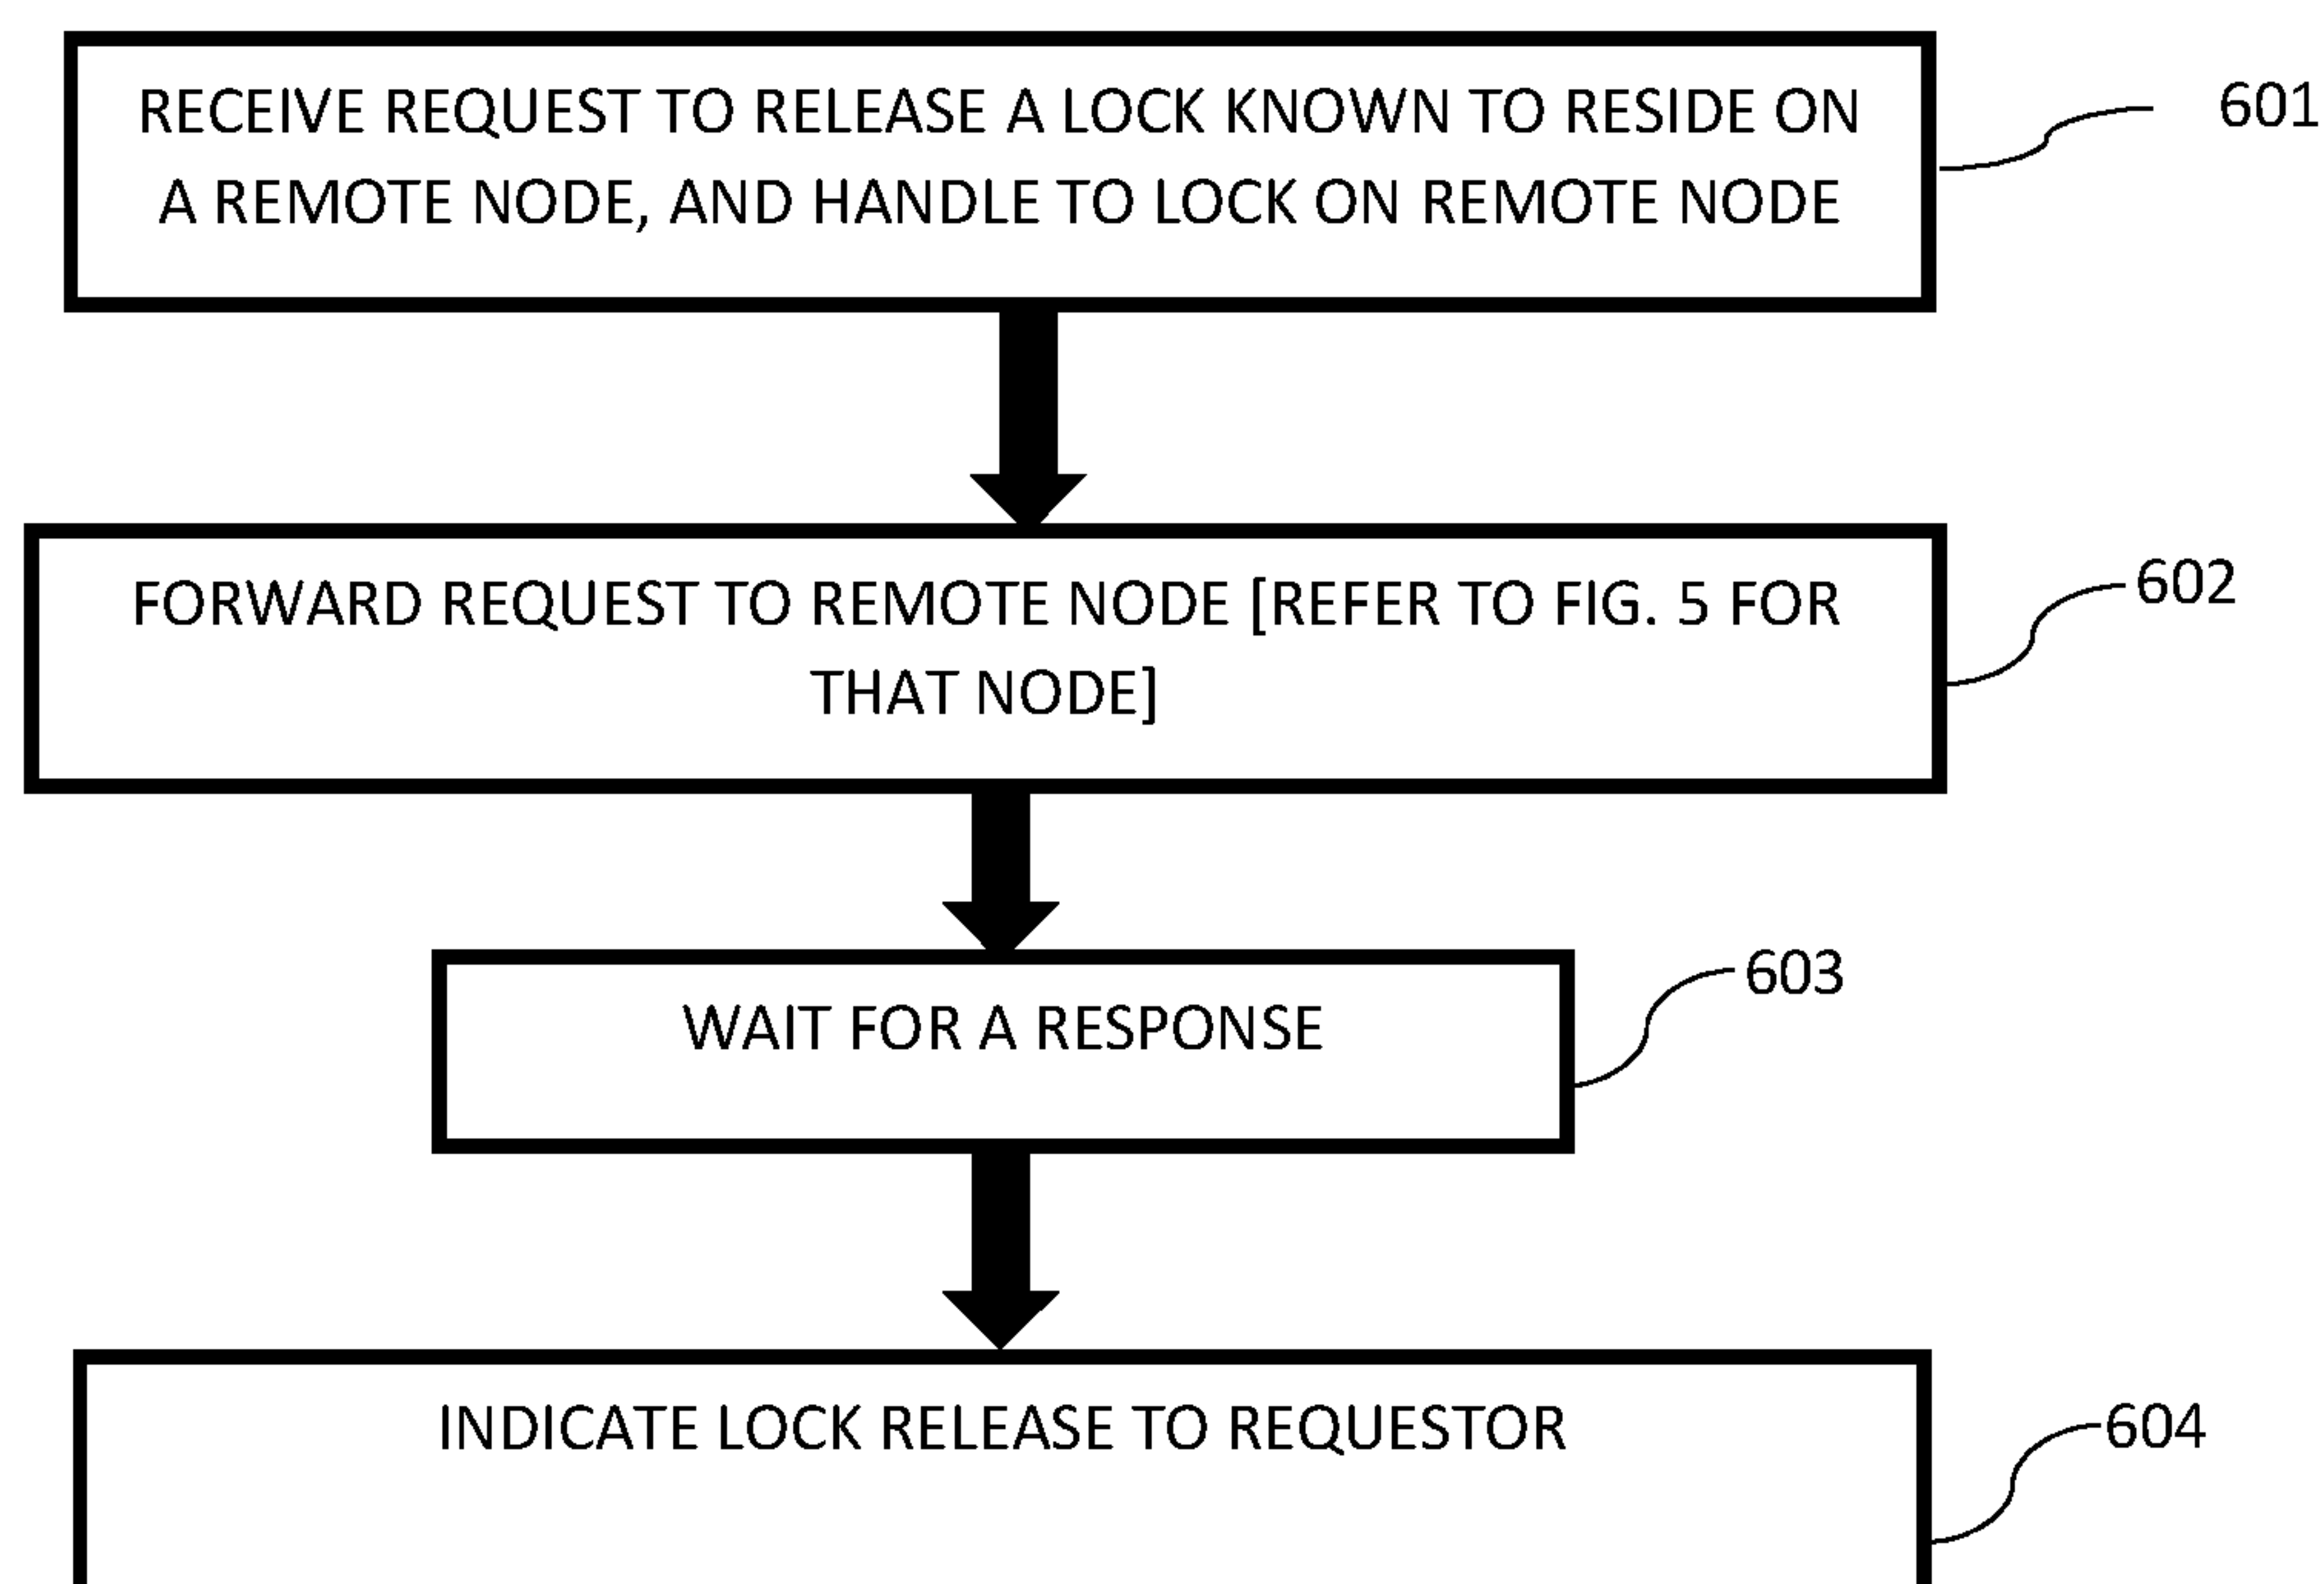 RECEIVE REQUEST TO RELEASE A LOCK KNOWN TO RESIDE ON
A REMOTE NODE, AND HANDLE TO LOCK ON REMOTE NODE
601
FORWARD REQUEST TO REMOTE NODE [REFER TO FIG. 5 FOR
THAT NODE]
602
WAIT FOR A RESPONSE
603
INDICATE LOCK RELEASE TO REQUESTOR
604